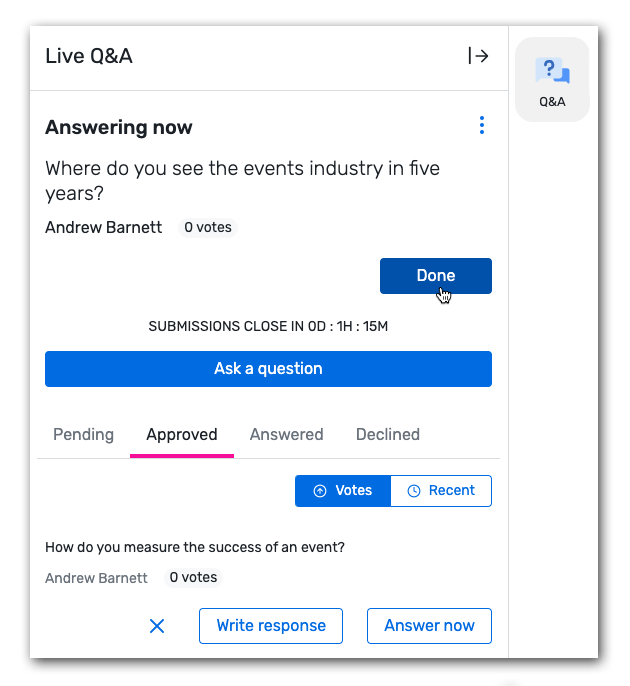 Live Q&A
?
Q&A
Answering now
Where do you see the events industry in five
years?
Andrew Barnett 0 votes
Done
SUBMISSIONS CLOSE IN 0D : 1H : 15M
Ask a question
Pending Approved Answered Declined
Votes Recent
How do you measure the success of an event?
Andrew Barnett 0 votes
Write response Answer now